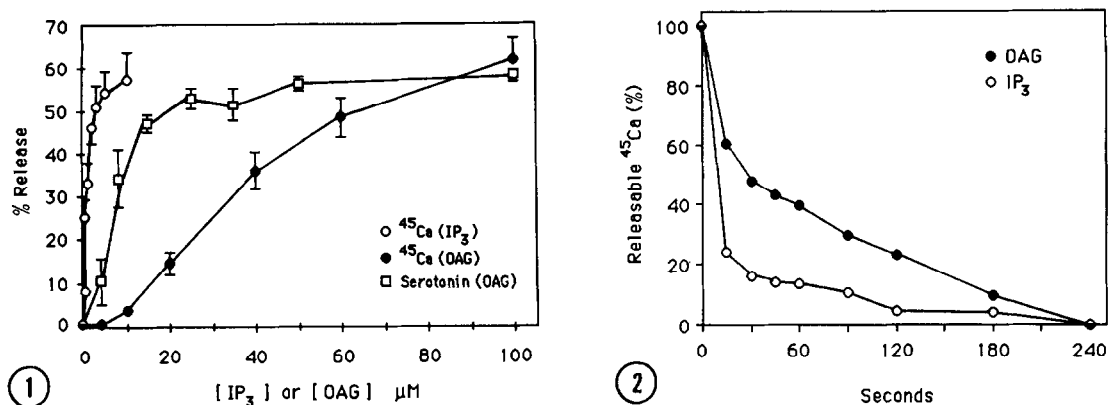 % Release
70
60
50
40
30
20
10
0
0 20 40 60 80 100
[IP₃] or [OAG] µM
⁴⁵Ca (IP₃)
⁴⁵Ca (OAG)
Serotonin (OAG)
1
Releasable ⁴⁵Ca (%)
100
80
60
40
20
0
0 60 120 180 240
Seconds
OAG
IP₃
2